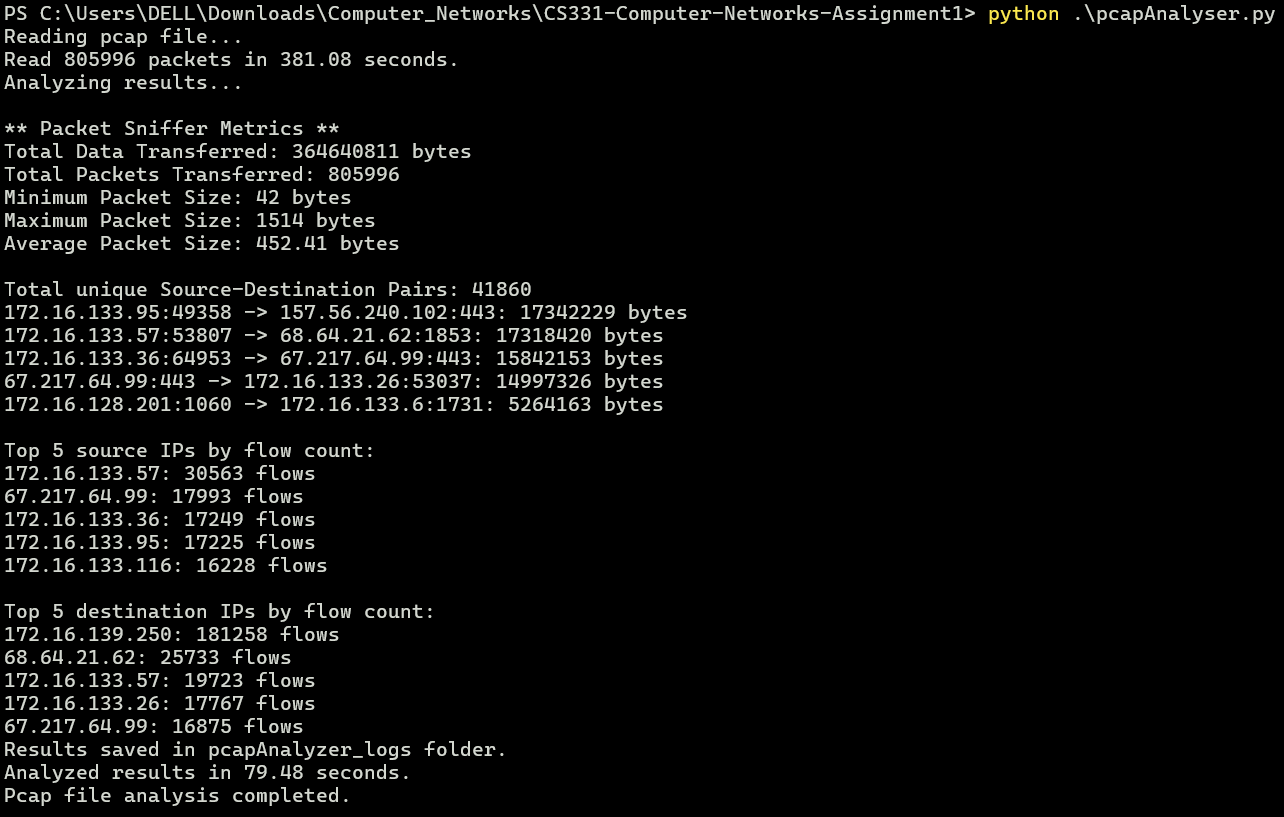 PS C:\Users\DELL\Downloads\Computer_Networks\CS331-Computer-Networks-Assignment1> python .\pcapAnalyser.py
Reading pcap file...
Read 805996 packets in 381.08 seconds.
Analyzing results...
** Packet Sniffer Metrics **
Total Data Transferred: 364640811 bytes
Total Packets Transferred: 805996
Minimum Packet Size: 42 bytes
Maximum Packet Size: 1514 bytes
Average Packet Size: 452.41 bytes
Total unique Source-Destination Pairs: 41860
172.16.133.95:49358 -> 157.56.240.102:443: 17342229 bytes
172.16.133.57:53807 -> 68.64.21.62:1853: 17318420 bytes
172.16.133.36:64953 -> 67.217.64.99:443: 15842153 bytes
67.217.64.99:443 -> 172.16.133.26:53037: 14997326 bytes
172.16.128.201:1060 -> 172.16.133.6:1731: 5264163 bytes
Top 5 source IPs by flow count:
172.16.133.57: 30563 flows
67.217.64.99: 17993 flows
172.16.133.36: 17249 flows
172.16.133.95: 17225 flows
172.16.133.116: 16228 flows
Top 5 destination IPs by flow count:
172.16.139.250: 181258 flows
68.64.21.62: 25733 flows
172.16.133.57: 19723 flows
172.16.133.26: 17767 flows
67.217.64.99: 16875 flows
Results saved in pcapAnalyzer_logs folder.
Analyzed results in 79.48 seconds.
Pcap file analysis completed.